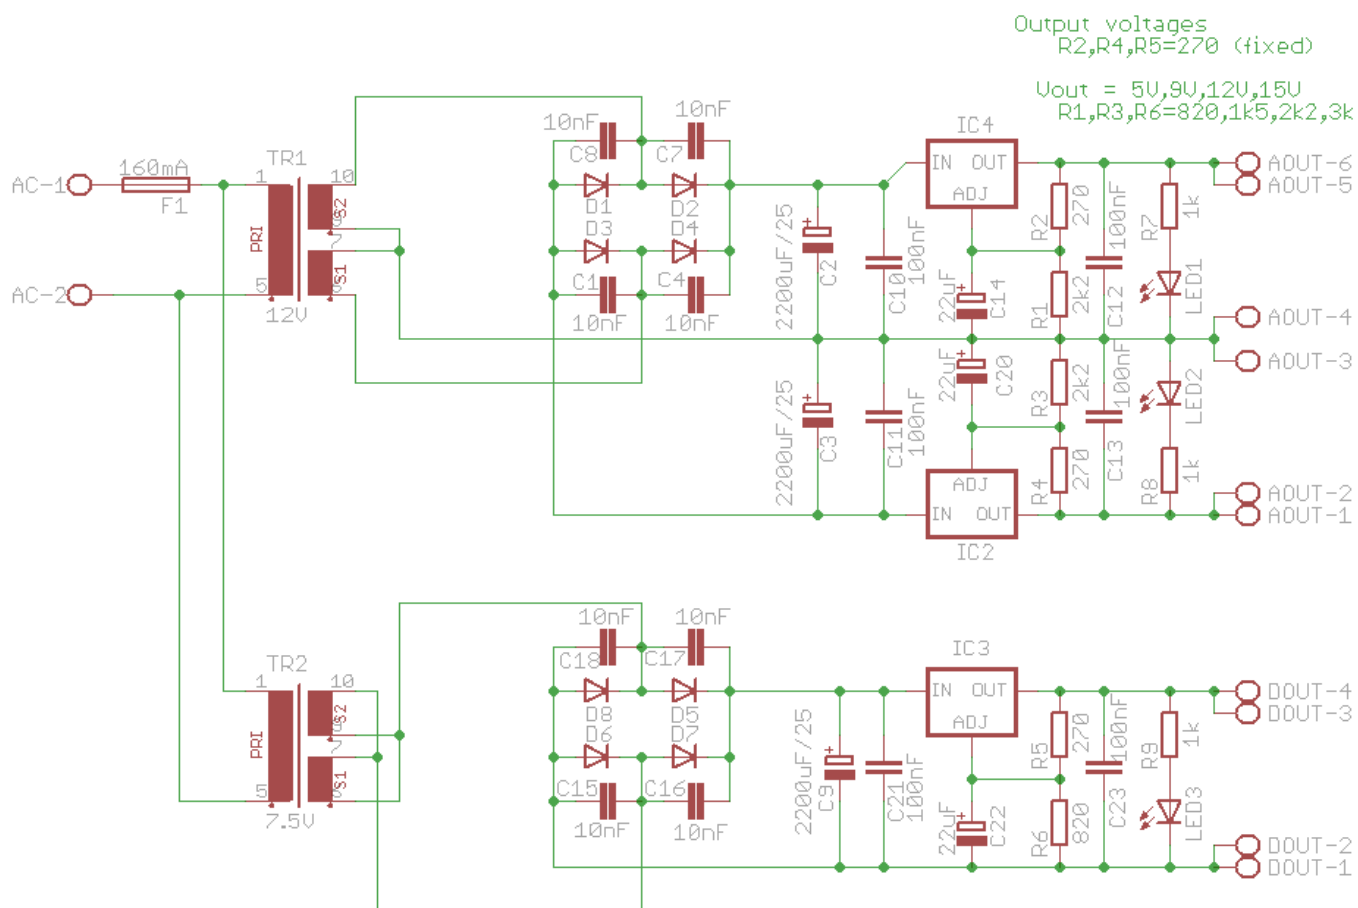 Output voltages
R2,R4,R5=270 (fixed)
Vout = 5V,9V,12V,15V
R1,R3,R6=820,1k5,2k2,3k
10nF
10nF
C8
C7
IC4
IN OUT
ADJ
160mA
F1
AC-1
TR1
1
10
PRI
S2
7
S1
5
12V
AC-2
D1
D2
D3
D4
C1
C4
10nF
10nF
2200uF/25
C2
C10
100nF
22uF
C14
R2
270
R1
2k2
100nF
C12
R7
1k
LED1
AOUT-6
AOUT-5
AOUT-4
AOUT-3
2200uF/25
C3
C11
100nF
22uF
C20
R3
2k2
R4
270
100nF
C13
LED2
R8
1k
AOUT-2
AOUT-1
ADJ
IN OUT
IC2
10nF
10nF
C18
C17
IC3
IN OUT
ADJ
TR2
1
10
PRI
S2
7
S1
5
7.5V
D8
D5
D6
D7
C15
C16
10nF
10nF
2200uF/25
C9
C21
100nF
22uF
C22
R5
270
R6
820
100nF
C23
R9
1k
LED3
DOUT-4
DOUT-3
DOUT-2
DOUT-1